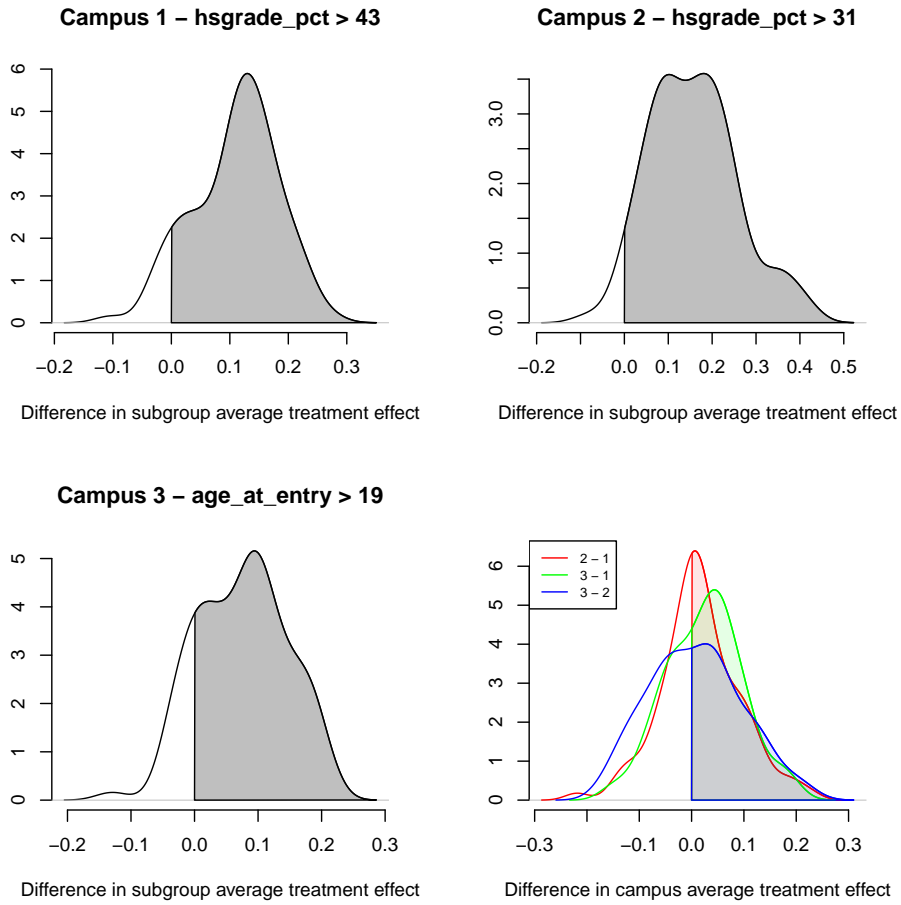 Campus 1 − hsgrade_pct > 43
6
5
4
3
2
1
0
−0.2 −0.1 0.0 0.1 0.2 0.3
Difference in subgroup average treatment effect
Campus 2 − hsgrade_pct > 31
3.0
2.0
1.0
0.0
−0.2 0.0 0.1 0.2 0.3 0.4 0.5
Difference in subgroup average treatment effect
Campus 3 − age_at_entry > 19
5
4
3
2
1
0
−0.2 −0.1 0.0 0.1 0.2 0.3
Difference in subgroup average treatment effect
2 − 1
3 − 1
3 − 2
6
5
4
3
2
1
0
−0.3 −0.1 0.0 0.1 0.2 0.3
Difference in campus average treatment effect